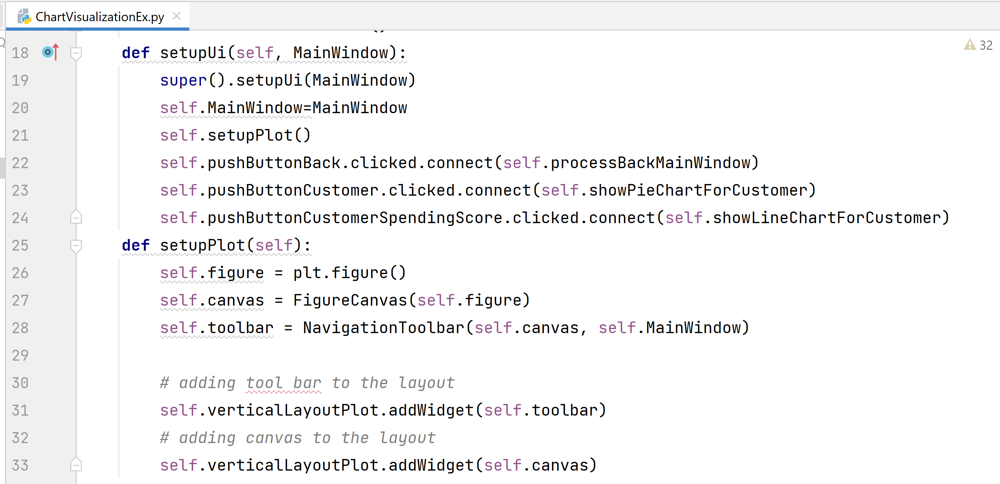 ChartVisualizationEx.py
()
32
18 def setupUi(self, MainWindow):
19 super().setupUi(MainWindow)
20 self.MainWindow=MainWindow
21 self.setupPlot()
22 self.pushButtonBack.clicked.connect(self.processBackMainWindow)
23 self.pushButtonCustomer.clicked.connect(self.showPieChartForCustomer)
24 self.pushButtonCustomerSpendingScore.clicked.connect(self.showLineChartForCustomer)
25 def setupPlot(self):
26 self.figure = plt.figure()
27 self.canvas = FigureCanvas(self.figure)
28 self.toolbar = NavigationToolbar(self.canvas, self.MainWindow)
29
30 # adding tool bar to the layout
31 self.verticalLayoutPlot.addWidget(self.toolbar)
32 # adding canvas to the layout
33 self.verticalLayoutPlot.addWidget(self.canvas)